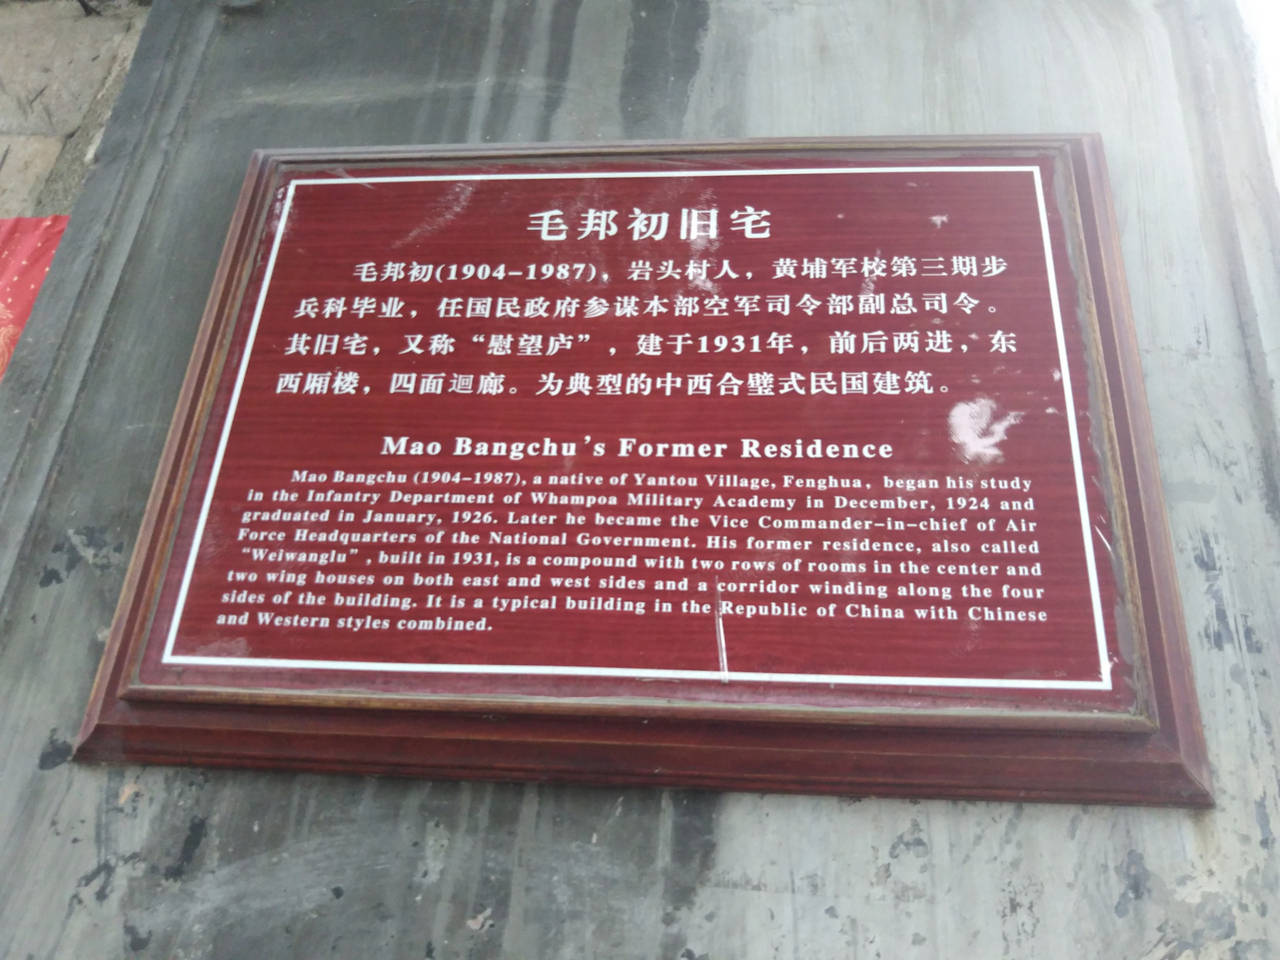 毛邦初旧宅
毛邦初(1904-1987)，岩头村人，黄埔军校第三期步
兵科毕业，任国民政府参谋本部空军司令部副总司令。
其旧宅，又称“慰望庐”，建于1931年，前后两进，东
西厢楼，四面迴廊。为典型的中西合璧式民国建筑。
Mao Bangchu's Former Residence
Mao Bangchu (1904-1987), a native of Yantou Village, Fenghua, began his study
in the Infantry Department of Whampoa Military Academy in December, 1924 and
graduated in January, 1926. Later he became the Vice Commander-in-chief of Air
Force Headquarters of the National Government. His former residence, also called
“Weiwanglu”, built in 1931, is a compound with two rows of rooms in the center and
two wing houses on both east and west sides and a corridor winding along the four
sides of the building. It is a typical building in the Republic of China with Chinese
and Western styles combined.